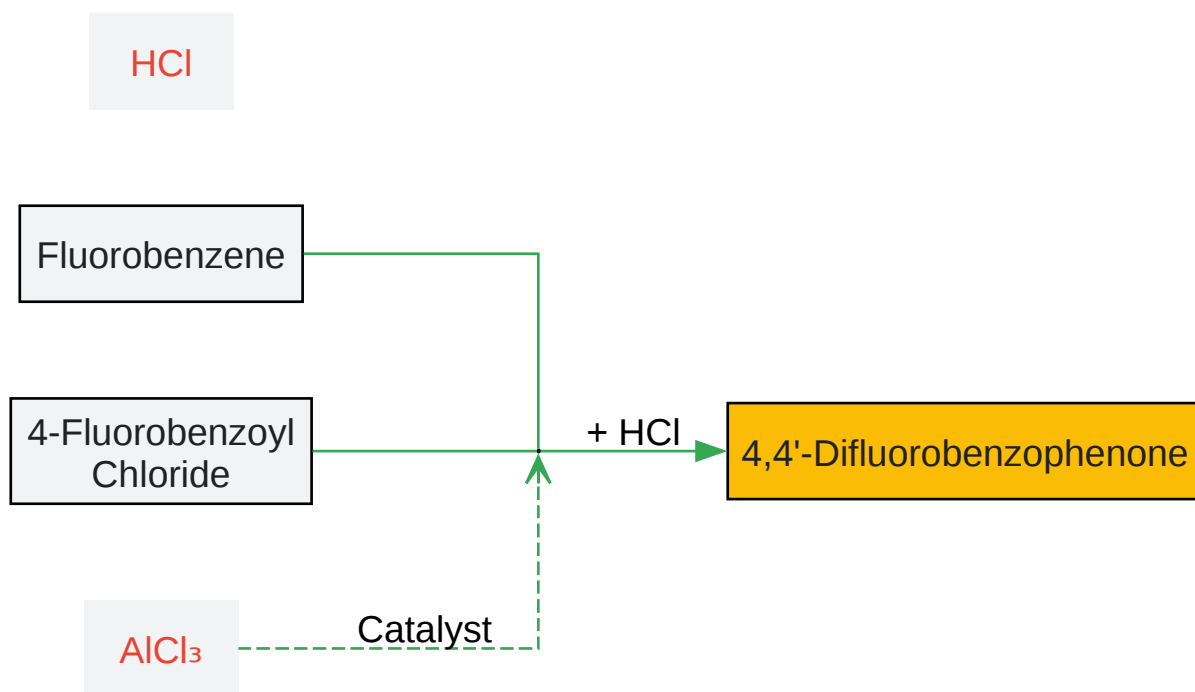 HCl
Fluorobenzene
4-Fluorobenzoyl
Chloride
+ HCl
4,4'-Difluorobenzophenone
Catalyst
AlCl₃